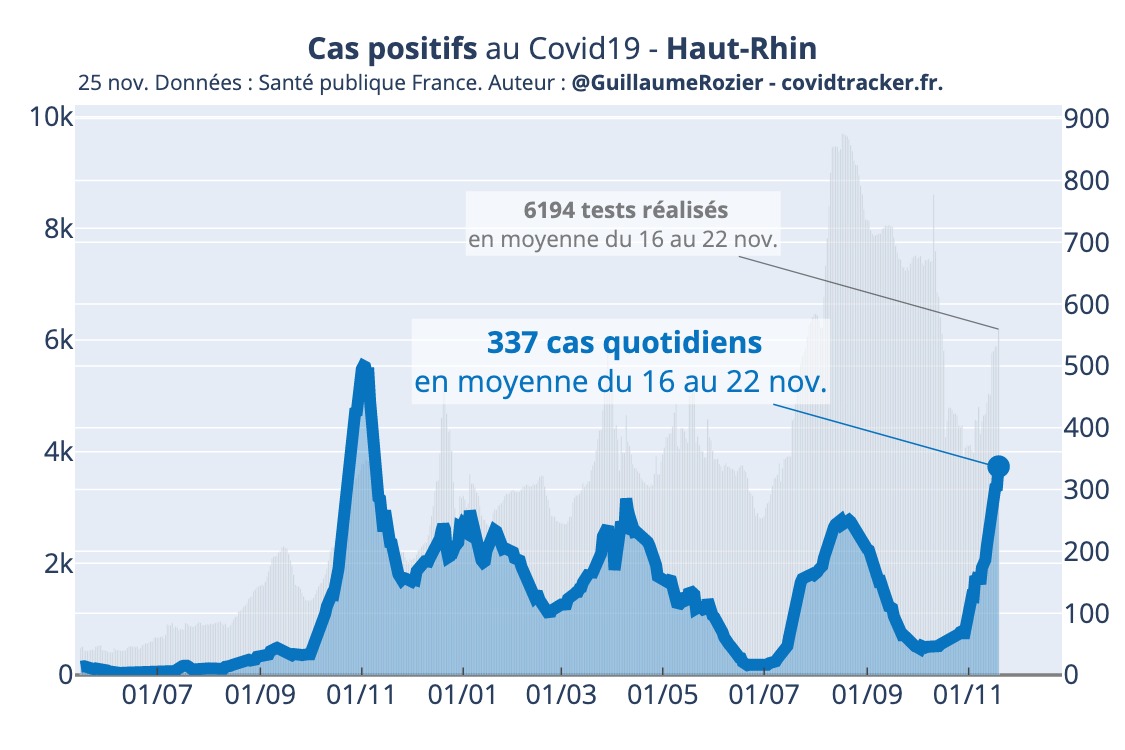 Cas positifs au Covid19 - Haut-Rhin
25 nov. Données : Santé publique France. Auteur : @GuillaumeRozier - covidtracker.fr.
10k
900
800
6194 tests réalisés
8k
en moyenne du 16 au 22 nov.
700
600
6k
337 cas quotidiens
500
en moyenne du 16 au 22 nov.
400
4k
300
2k
200
100
0
0
01/07 01/09 01/11 01/01 01/03 01/05 01/07 01/09 01/11